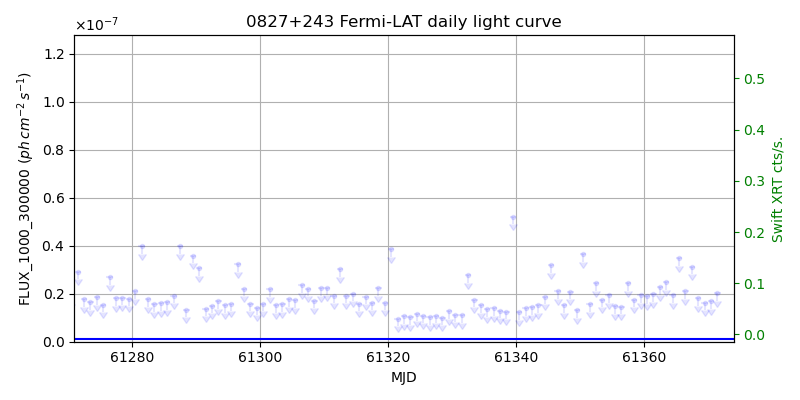 0827+243 Fermi-LAT daily light curve
×10⁻⁷
FLUX_1000_300000 (ph cm⁻² s⁻¹)
1.2
1.0
0.8
0.6
0.4
0.2
0.0
61280 61300 61320 61340 61360
MJD
0.5
0.4
0.3
0.2
0.1
0.0
Swift XRT cts/s.